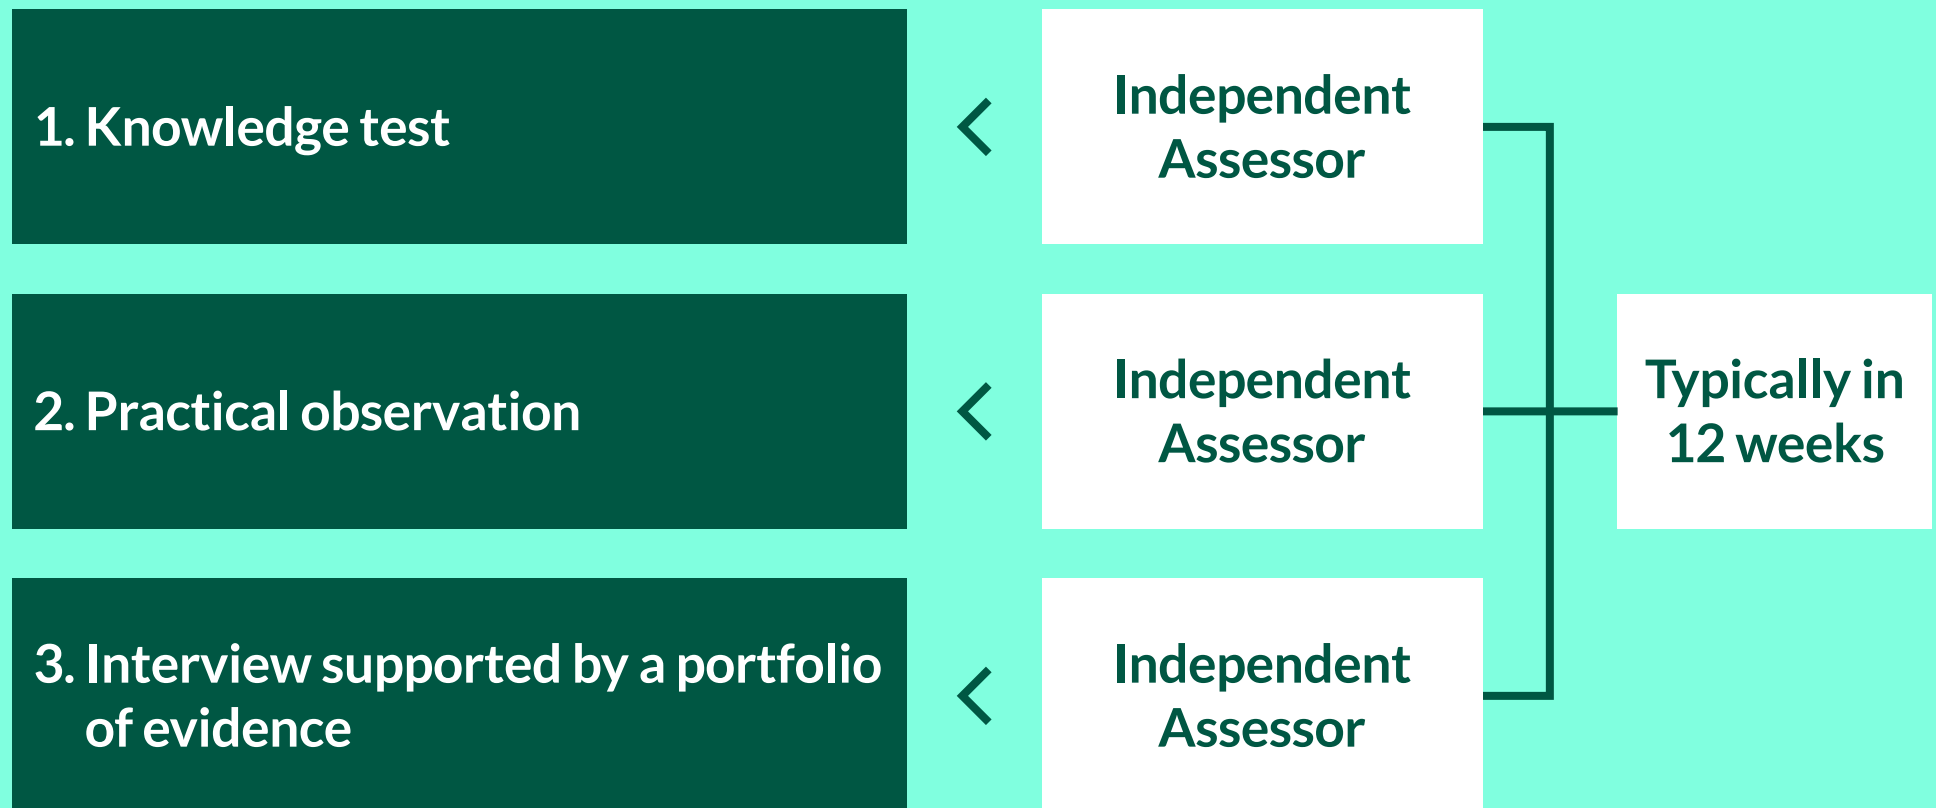 1. Knowledge test
Independent
Assessor
2. Practical observation
Independent
Assessor
Typically in
12 weeks
3. Interview supported by a portfolio
of evidence
Independent
Assessor